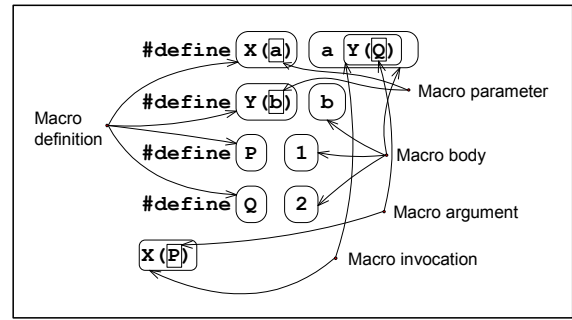 #define X(a) a Y(Q)
#define Y(b) b
Macro parameter
Macro
definition
#define P 1
Macro body
#define Q 2
Macro argument
X(P)
Macro invocation